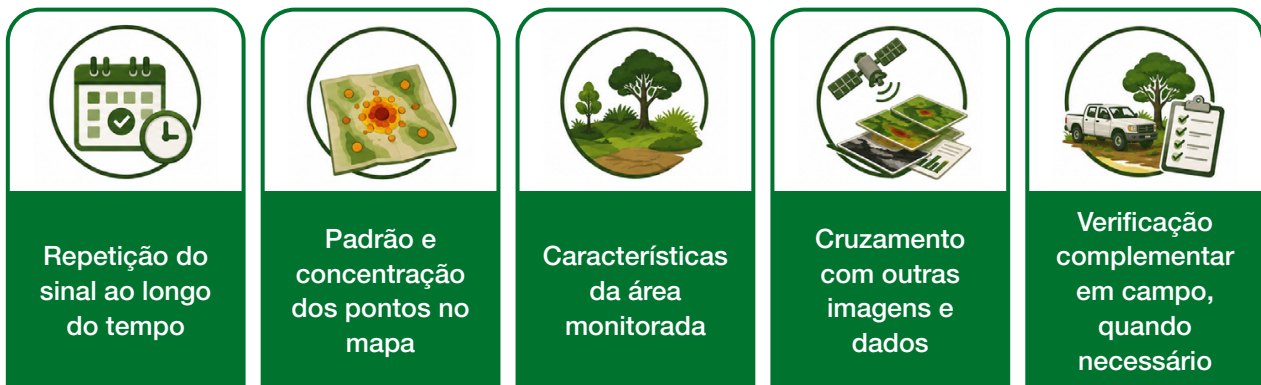 Repetição do
sinal ao longo
do tempo
Padrão e
concentração
dos pontos no
mapa
Características
da área
monitorada
Cruzamento
com outras
imagens e
dados
Verificação
complementar
em campo,
quando
necessário